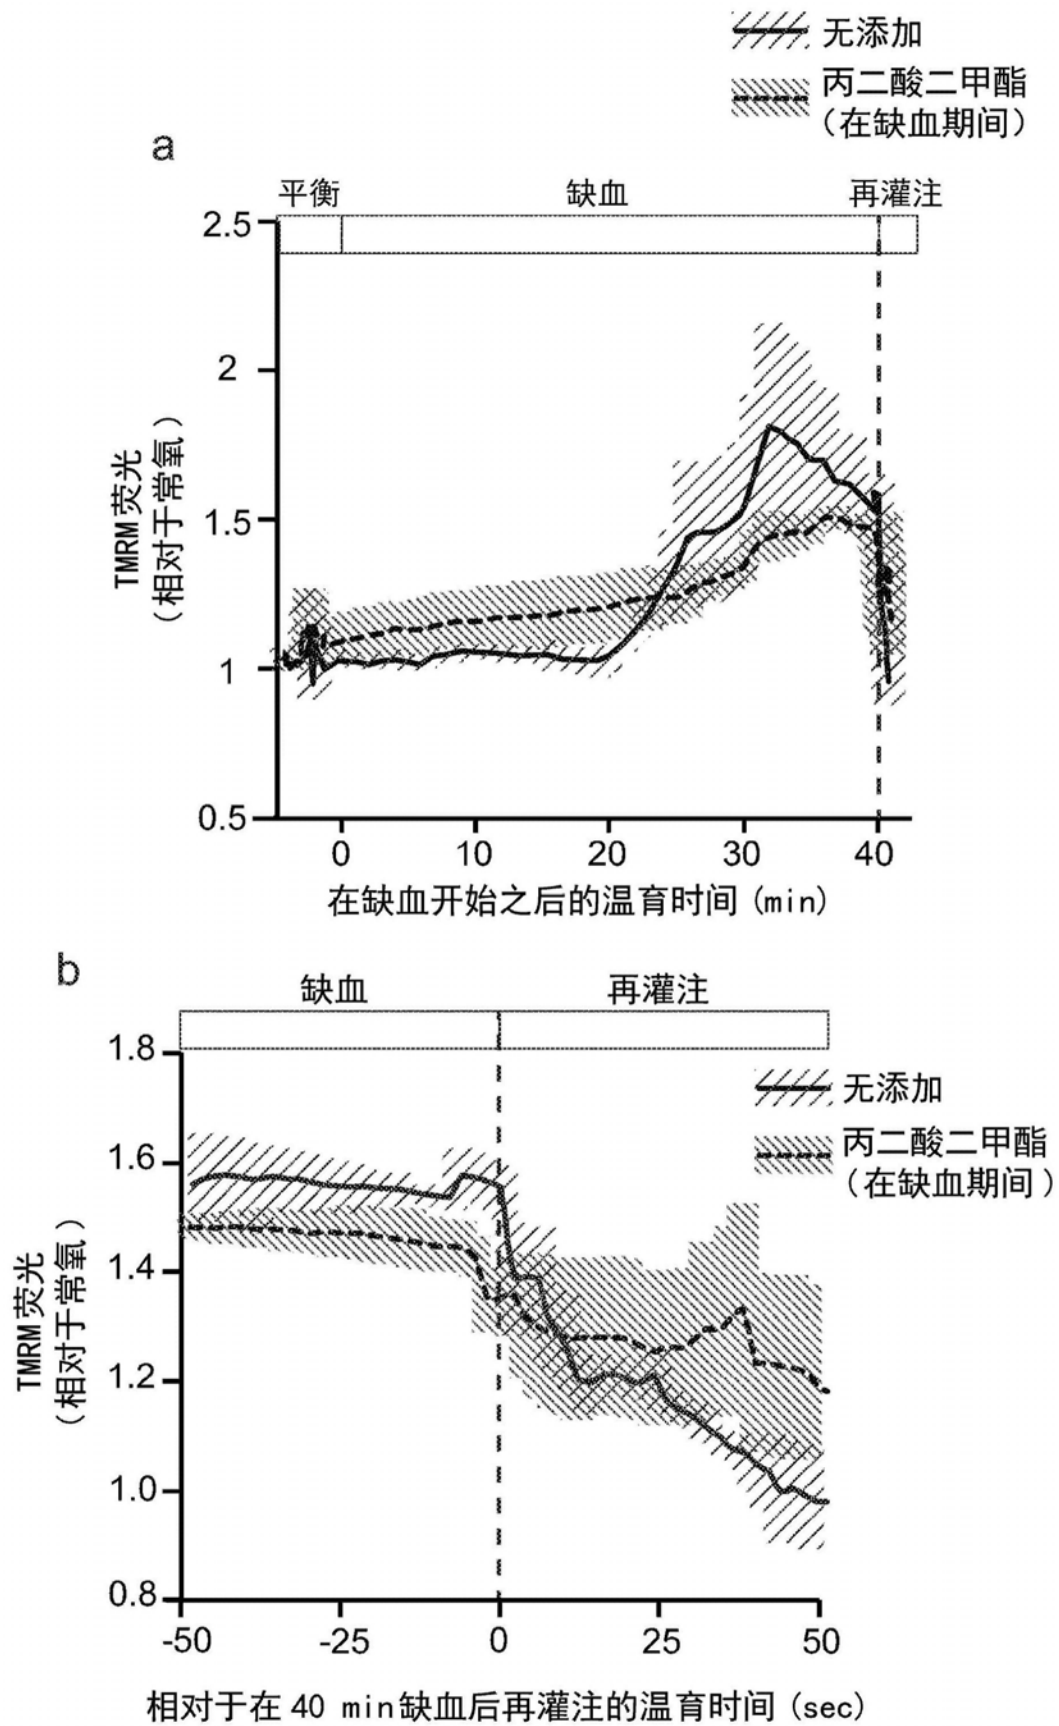 无添加
丙二酸二甲酯
（在缺血期间）
a
平衡 缺血 再灌注
2.5
2
1.5
1
0.5
TMRM荧光
（相对于常氧）
0 10 20 30 40
在缺血开始之后的温育时间 (min)
b
缺血 再灌注
无添加
丙二酸二甲酯
（在缺血期间）
1.8
1.6
1.4
1.2
1.0
0.8
TMRM荧光
（相对于常氧）
-50 -25 0 25 50
相对于在 40 min缺血后再灌注的温育时间 (sec)